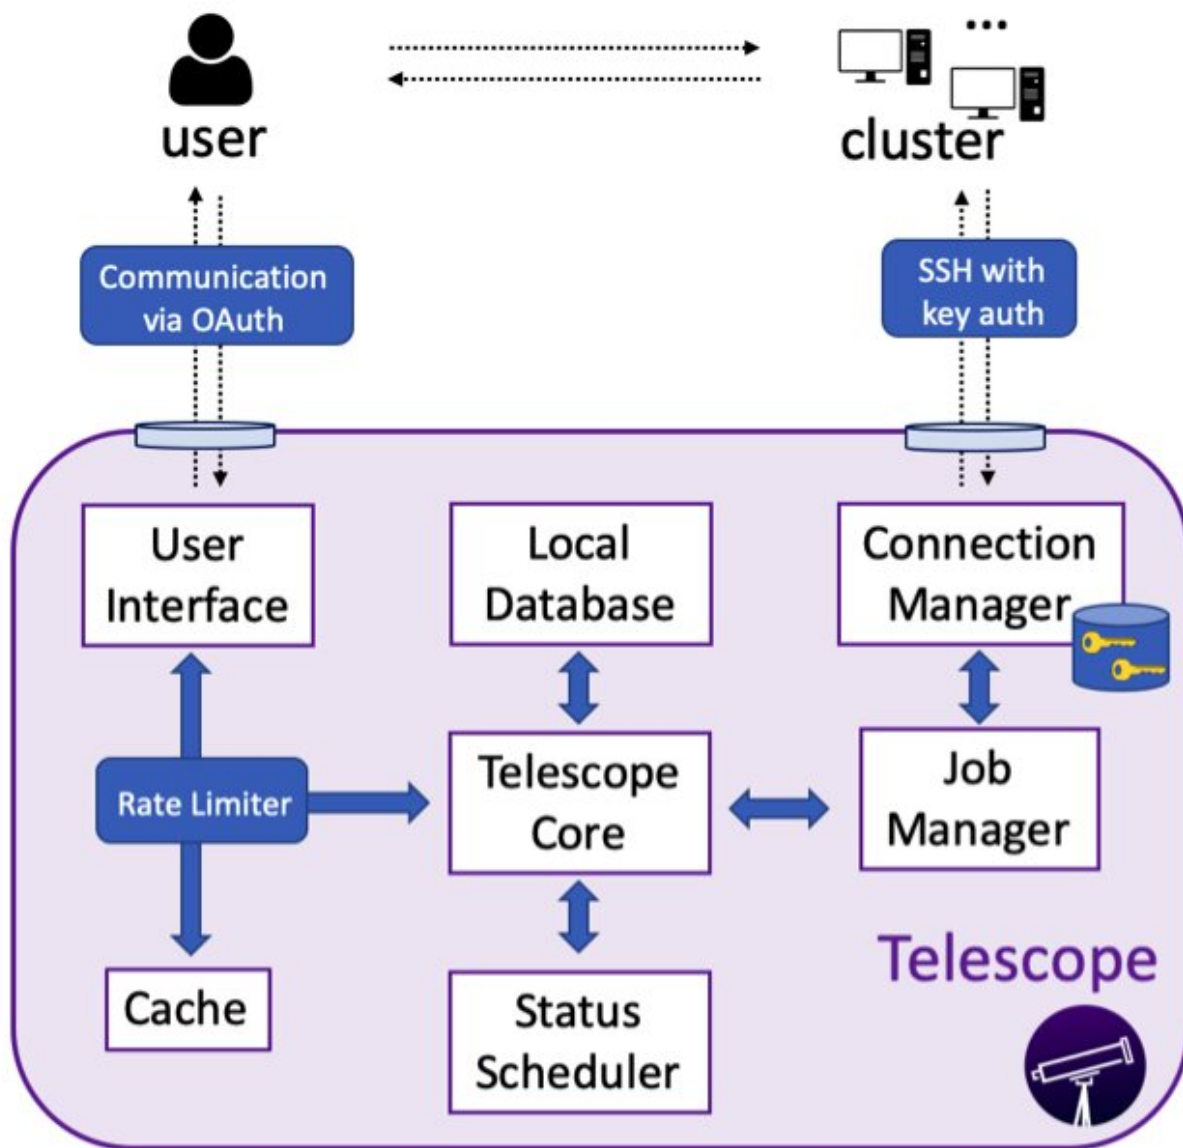 user
cluster
Communication
via OAuth
SSH with
key auth
User
Interface
Local
Database
Connection
Manager
Rate Limiter
Telescope
Core
Job
Manager
Cache
Status
Scheduler
Telescope